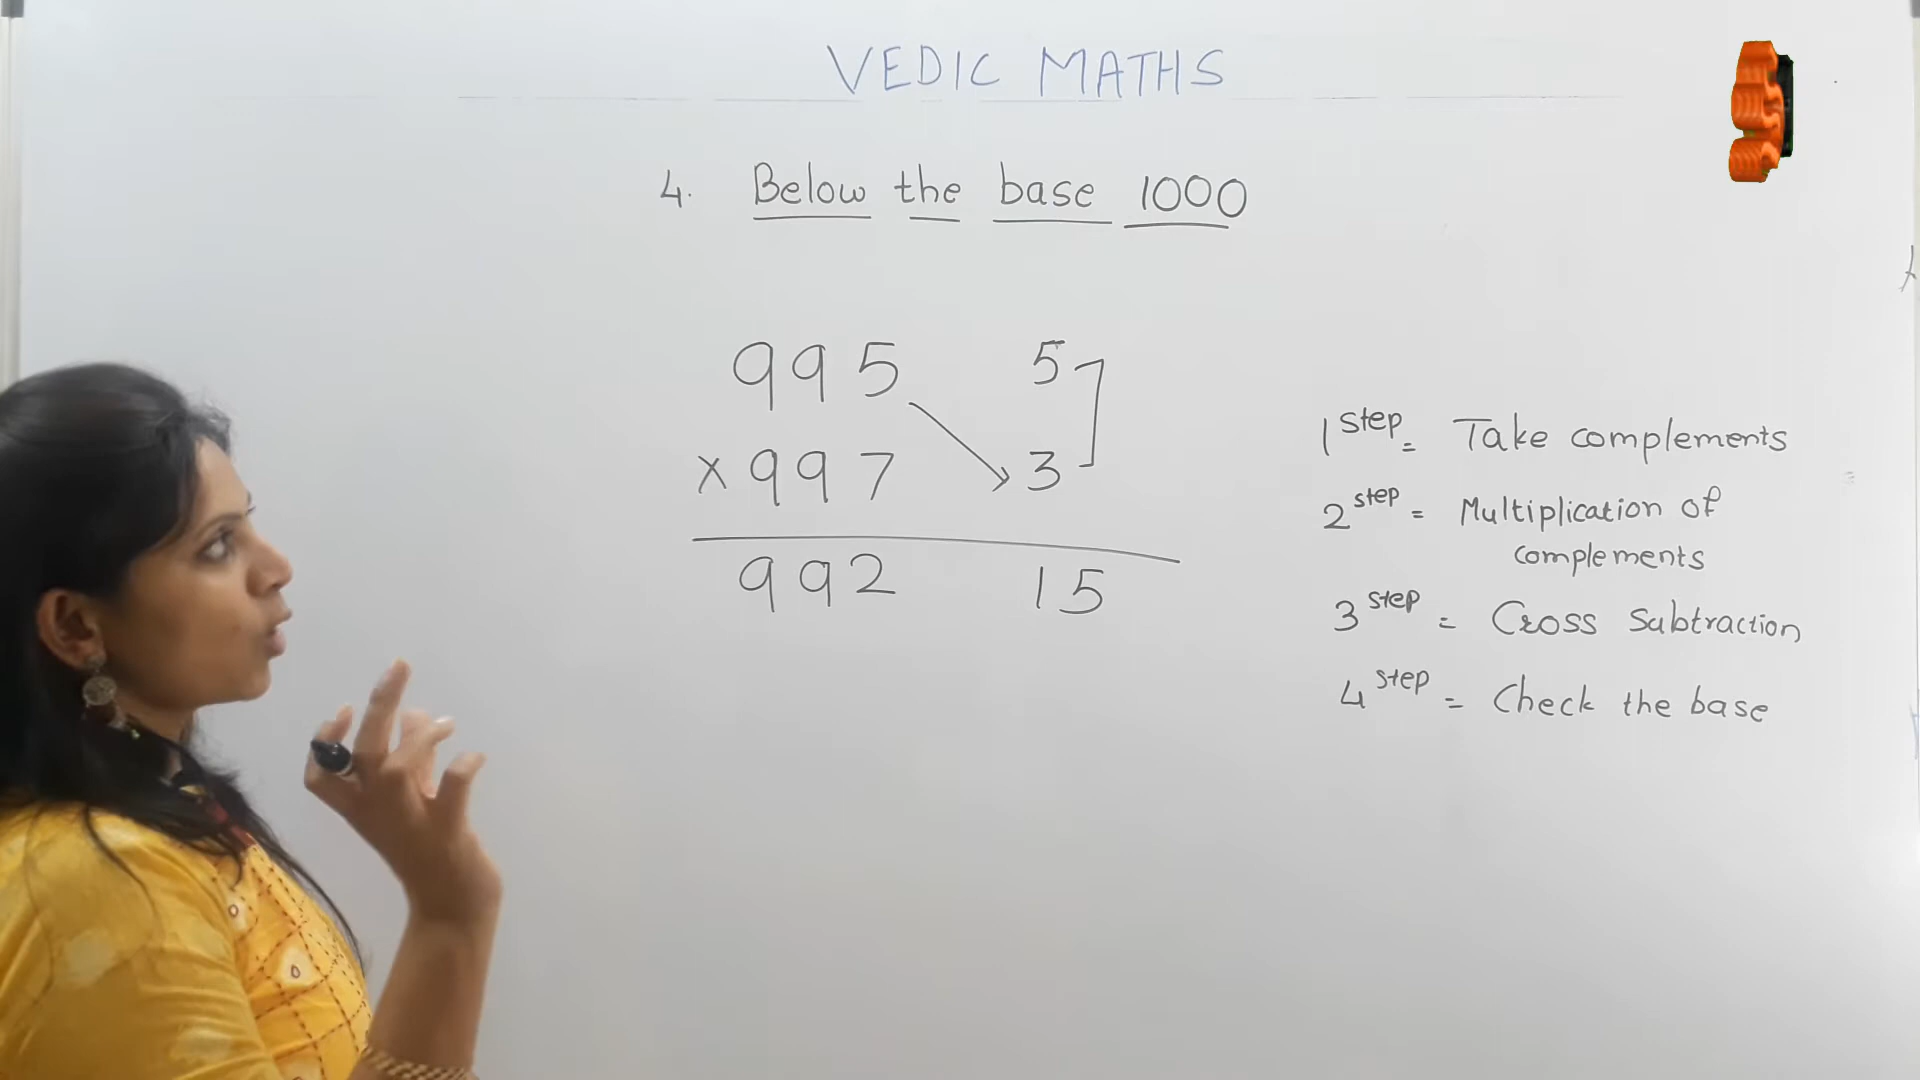 VEDIC MATHS
4. Below the base 1000
995 5
×997 3
992 15
1 step = Take complements
2 step = Multiplication of
complements
3 step = Cross Subtraction
4 step = Check the base